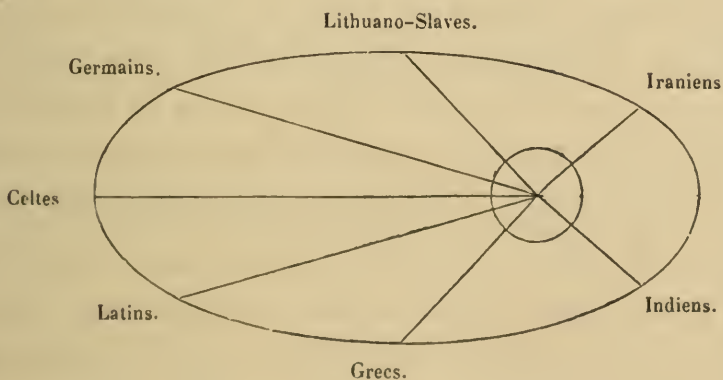 Lithuano-Slaves.
Germains.
Iraniens
Celtes
Latins.
Indiens.
Grecs.